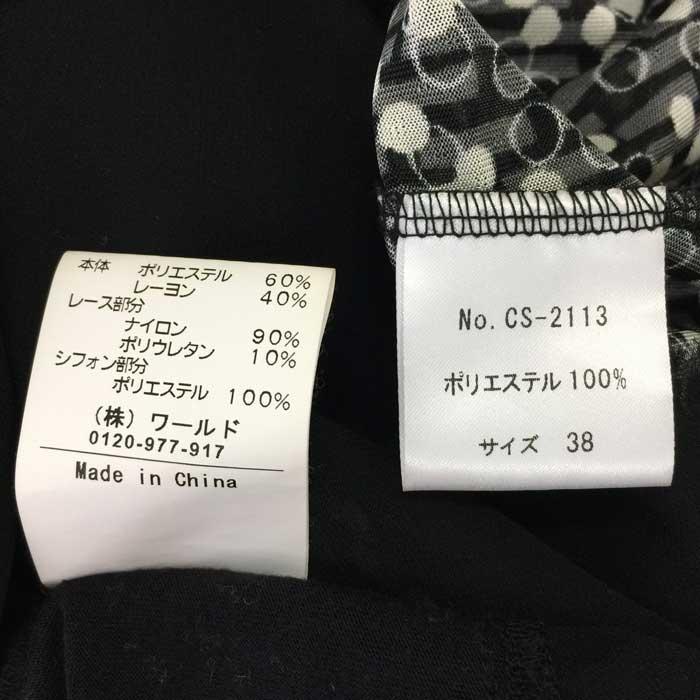 本体 ポリエステル 60%
レーヨン 40%
レース部分
ナイロン 90%
ポリウレタン 10%
シフォン部分
ポリエステル 100%
(株)ワールド
0120-977-917
Made in China
No. CS-2113
ポリエステル 100%
サイズ 38